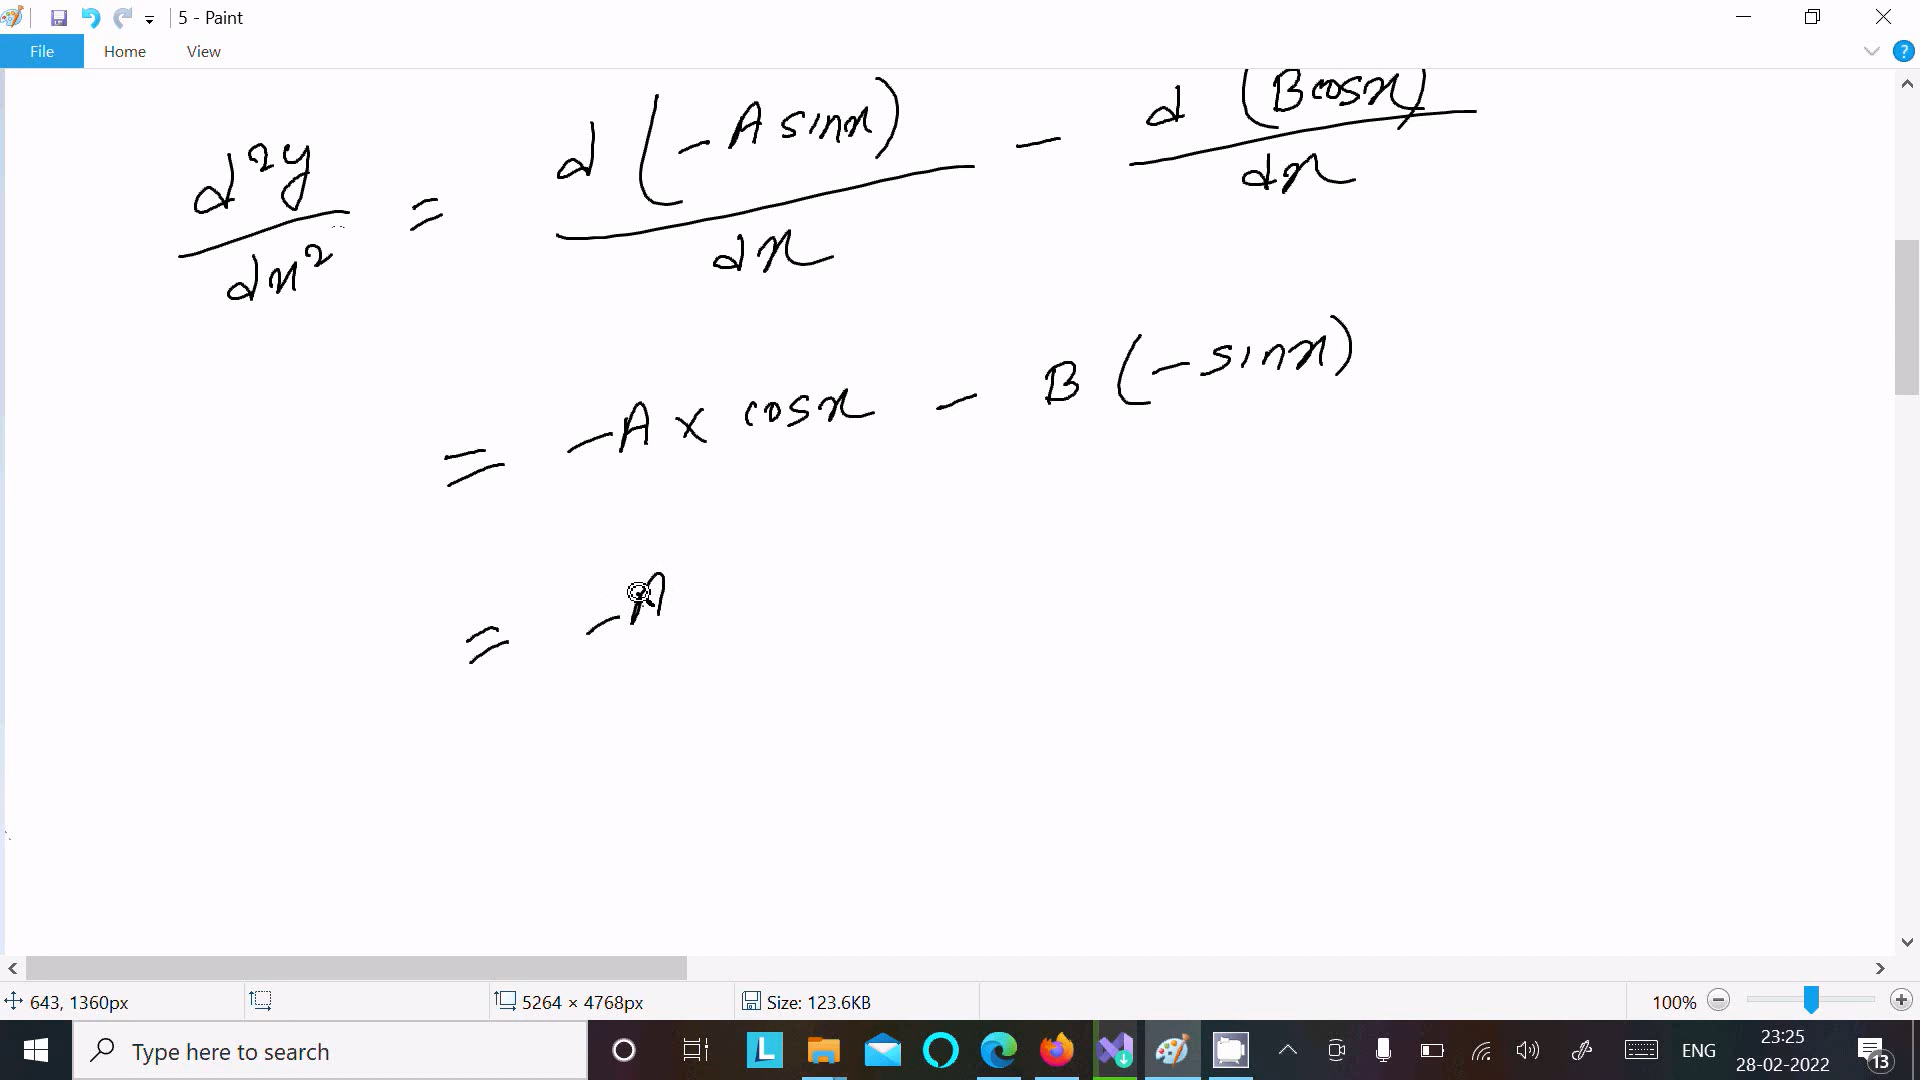 5 - Paint
File Home View
d²y/dx² = d(-A sinx)/dx - d(B cosx)/dx
= -A x cosx - B (-sinx)
= -A
643, 1360px 5264 × 4768px Size: 123.6KB 100%
Type here to search L ENG 23:25
28-02-2022 13